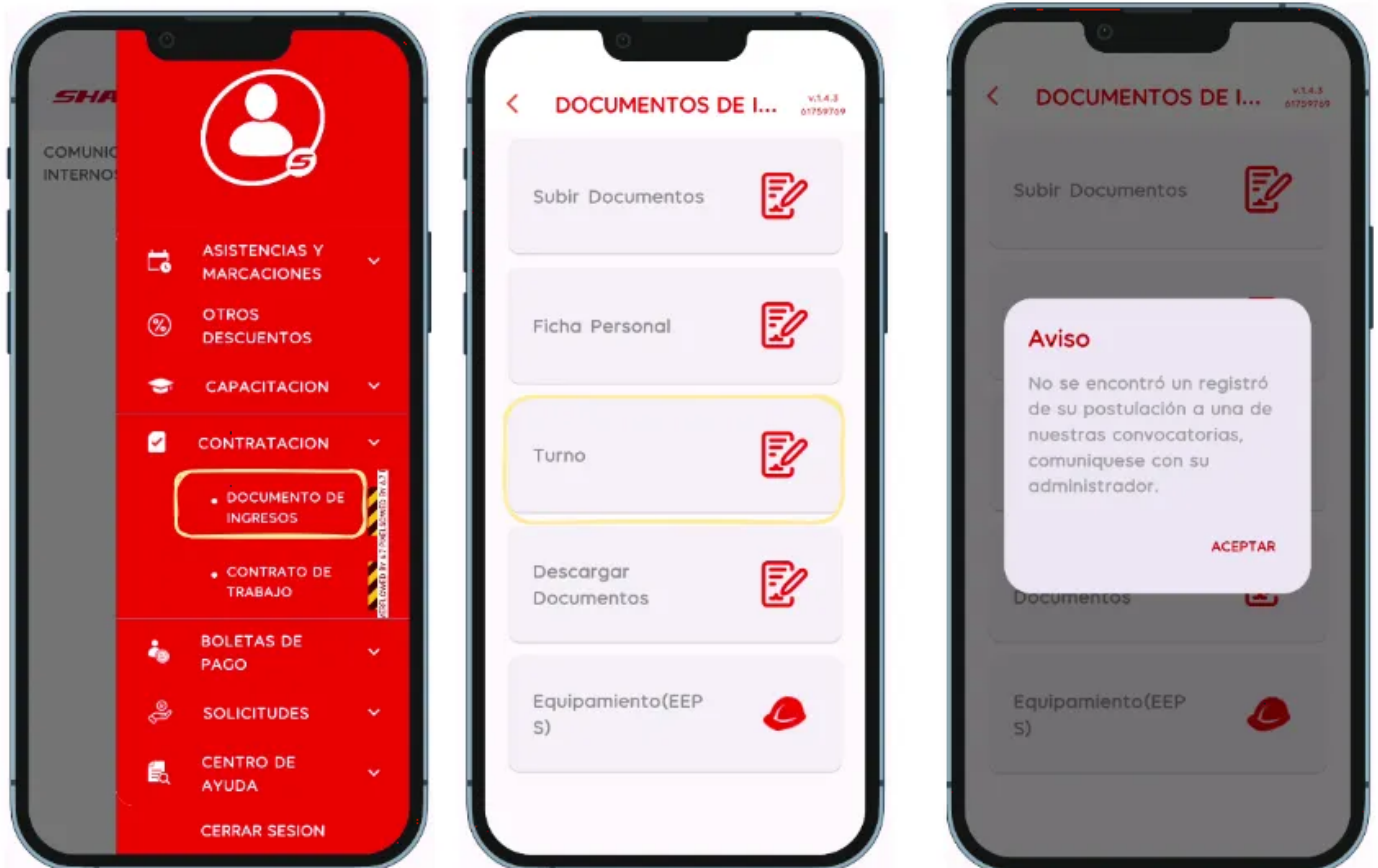 SHA
COMUNIC
INTERNOS
ASISTENCIAS Y
MARCACIONES
OTROS
DESCUENTOS
CAPACITACION
CONTRATACION
• DOCUMENTO DE
INGRESOS
• CONTRATO DE
TRABAJO
BOLETAS DE
PAGO
SOLICITUDES
CENTRO DE
AYUDA
CERRAR SESION
DOCUMENTOS DE I...
v.1.4.3
61759769
Subir Documentos
Ficha Personal
Turno
Descargar
Documentos
Equipamiento(EEP
S)
DOCUMENTOS DE I...
v.1.4.3
61759769
Subir Documentos
Aviso
No se encontró un registró
de su postulación a una de
nuestras convocatorias,
comuniquese con su
administrador.
ACEPTAR
Documentos
Equipamiento(EEP
S)